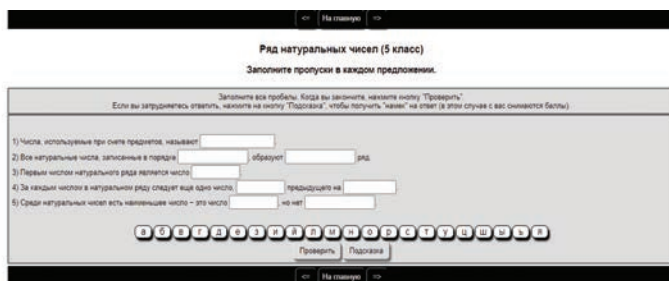 <= На главную =>
Ряд натуральных чисел (5 класс)
Заполните пропуски в каждом предложении.
Заполните все пробелы. Когда вы закончите, нажмите кнопку "Проверить"
Если вы затрудняетесь ответить, нажмите на кнопку "Подсказка", чтобы получить "намек" на ответ (в этом случае с вас снимаются баллы)
1) Числа, используемые при счете предметов, называют .
2) Все натуральные числа, записанные в порядке , образуют ряд.
3) Первым числом натурального ряда является число .
4) За каждым числом в натуральном ряду следует еще одно число, предыдущего на .
5) Среди натуральных чисел есть наименьшее число – это число , но нет .
а б в г д е з и й л м н о р с т у ц ш ы ь я
Проверить Подсказка
<= На главную =>